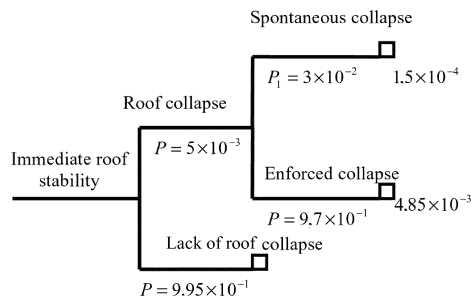 Spontaneous collapse
P₁ = 3×10⁻² 1.5×10⁻⁴
Roof collapse
P = 5×10⁻³
Immediate roof
stability
Enforced collapse
4.85×10⁻³
P = 9.7×10⁻¹
Lack of roof collapse
P = 9.95×10⁻¹